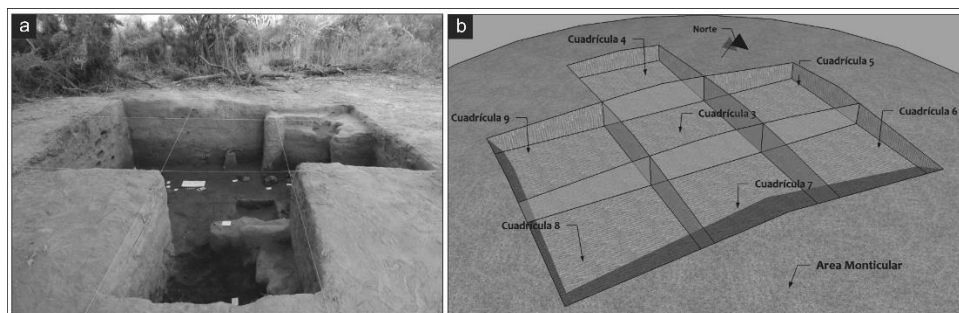 a
b
Norte
Cuadrícula 4
Cuadrícula 5
Cuadrícula 9
Cuadrícula 3
Cuadrícula 6
Cuadrícula 7
Cuadrícula 8
Area Monticular